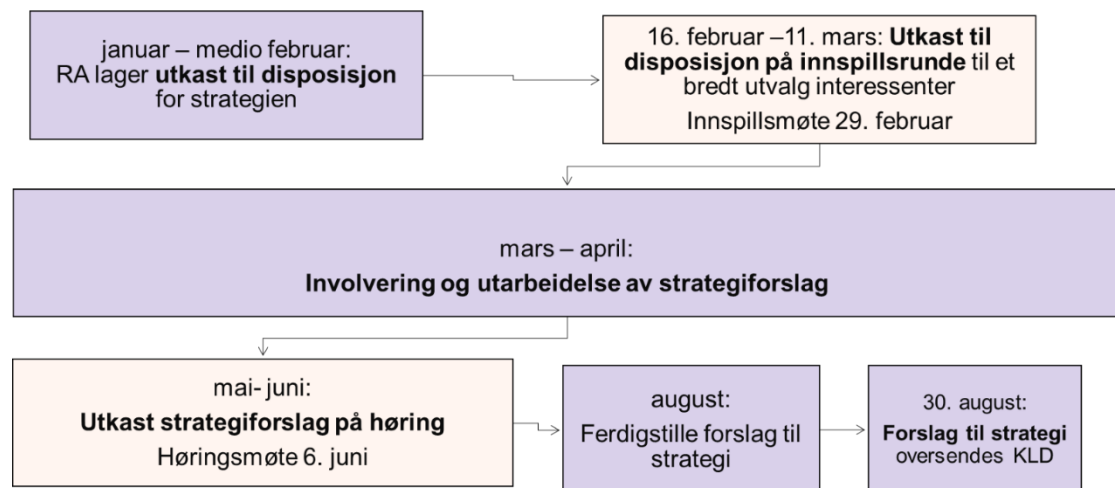 januar – medio februar:
RA lager utkast til disposisjon
for strategien
16. februar –11. mars: Utkast til
disposisjon på innspillsrunde til et
bredt utvalg interessenter
Innspillsmøte 29. februar
mars – april:
Involvering og utarbeidelse av strategiforslag
mai- juni:
Utkast strategiforslag på høring
Høringsmøte 6. juni
august:
Ferdigstille forslag til
strategi
30. august:
Forslag til strategi
oversendes KLD